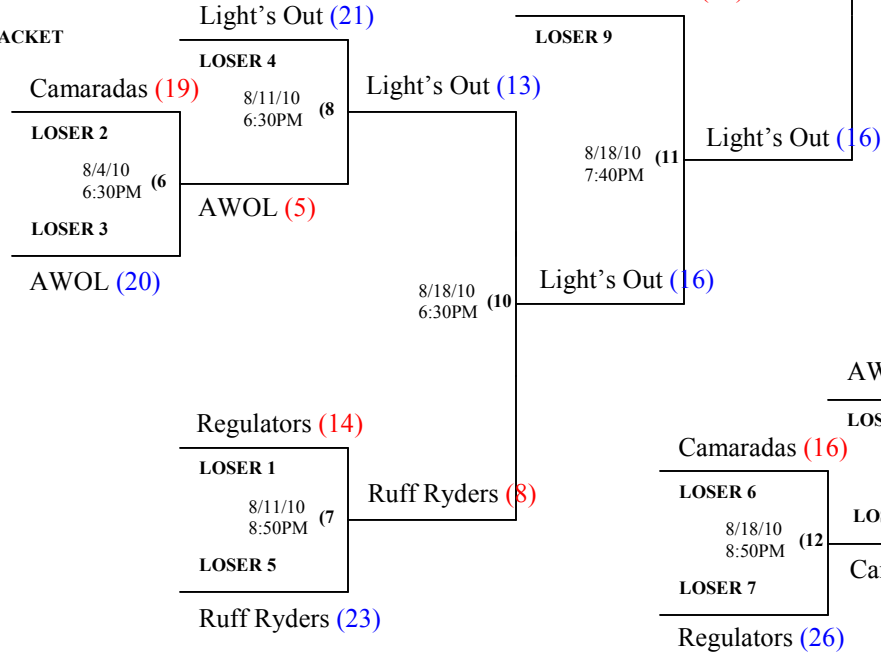 Light's Out (21)
ACKET
LOSER 4
LOSER 9
Camaradas (19)
8/11/10
6:30PM
(8
Light's Out (13)
LOSER 2
8/4/10
6:30PM
(6
8/18/10
7:40PM
(11
Light's Out (16)
LOSER 3
AWOL (5)
AWOL (20)
8/18/10
6:30PM
(10
Light's Out (16)
AW
LOS
Regulators (14)
LOSER 1
8/11/10
8:50PM
(7
Ruff Ryders (8)
LOSER 5
Ruff Ryders (23)
Camaradas (16)
LOSER 6
8/18/10
8:50PM
(12
LO
Ca
LOSER 7
Regulators (26)